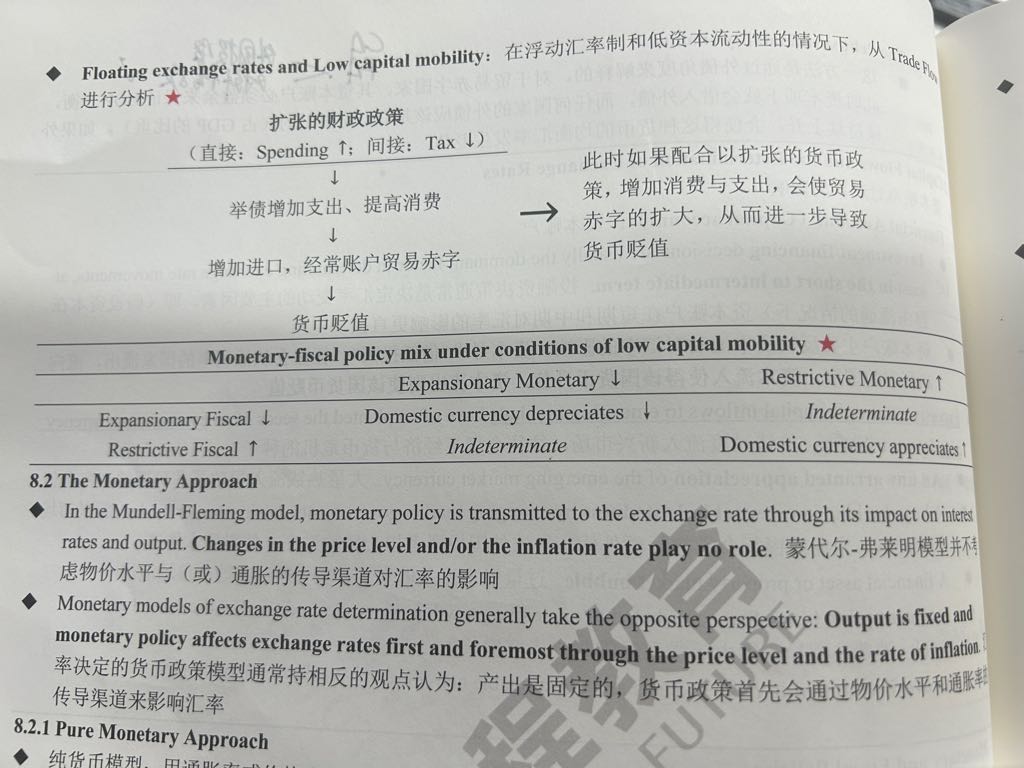 ◆ Floating exchange rates and Low capital mobility：在浮动汇率制和低资本流动性的情况下，从 Trade Flow
进行分析 ★
扩张的财政政策
（直接：Spending ↑；间接：Tax ↓）
↓
举债增加支出、提高消费
↓
增加进口，经常账户贸易赤字
↓
货币贬值
→
此时如果配合以扩张的货币政
策，增加消费与支出，会使贸易
赤字的扩大，从而进一步导致
货币贬值
Monetary-fiscal policy mix under conditions of low capital mobility ★
Expansionary Monetary ↓ Restrictive Monetary ↑
Expansionary Fiscal ↓ Domestic currency depreciates ↓ Indeterminate
Restrictive Fiscal ↑ Indeterminate Domestic currency appreciates ↑
8.2 The Monetary Approach
◆ In the Mundell-Fleming model, monetary policy is transmitted to the exchange rate through its impact on interest
rates and output. Changes in the price level and/or the inflation rate play no role. 蒙代尔-弗莱明模型并不考
虑物价水平与（或）通胀的传导渠道对汇率的影响
◆ Monetary models of exchange rate determination generally take the opposite perspective: Output is fixed and
monetary policy affects exchange rates first and foremost through the price level and the rate of inflation.
率决定的货币政策模型通常持相反的观点认为：产出是固定的，货币政策首先会通过物价水平和通胀率的
传导渠道来影响汇率
8.2.1 Pure Monetary Approach
◆ 纯货币模型
程教育
FUTURE